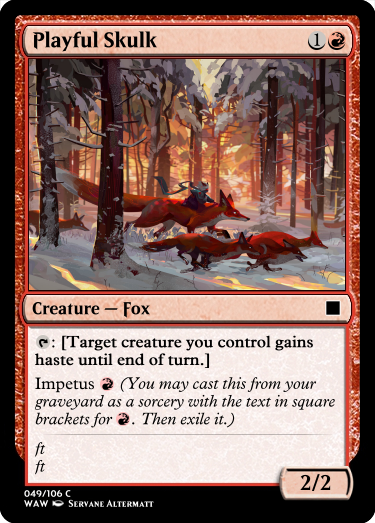 Playful Skulk 1
Creature — Fox
: [Target creature you control gains
haste until end of turn.]
Impetus (You may cast this from your
graveyard as a sorcery with the text in square
brackets for . Then exile it.)
ft
ft
2/2
049/106 C
WAW SERVANE ALTERMATT